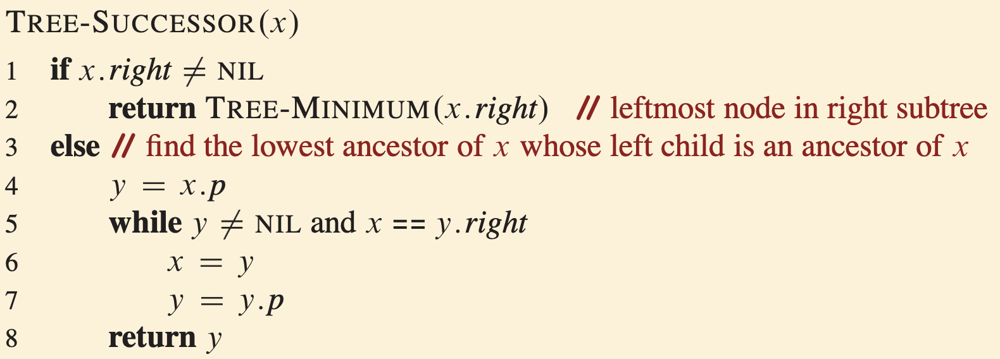 TREE-SUCCESSOR(x)
1 if x.right ≠ NIL
2 return TREE-MINIMUM(x.right) // leftmost node in right subtree
3 else // find the lowest ancestor of x whose left child is an ancestor of x
4 y = x.p
5 while y ≠ NIL and x == y.right
6 x = y
7 y = y.p
8 return y